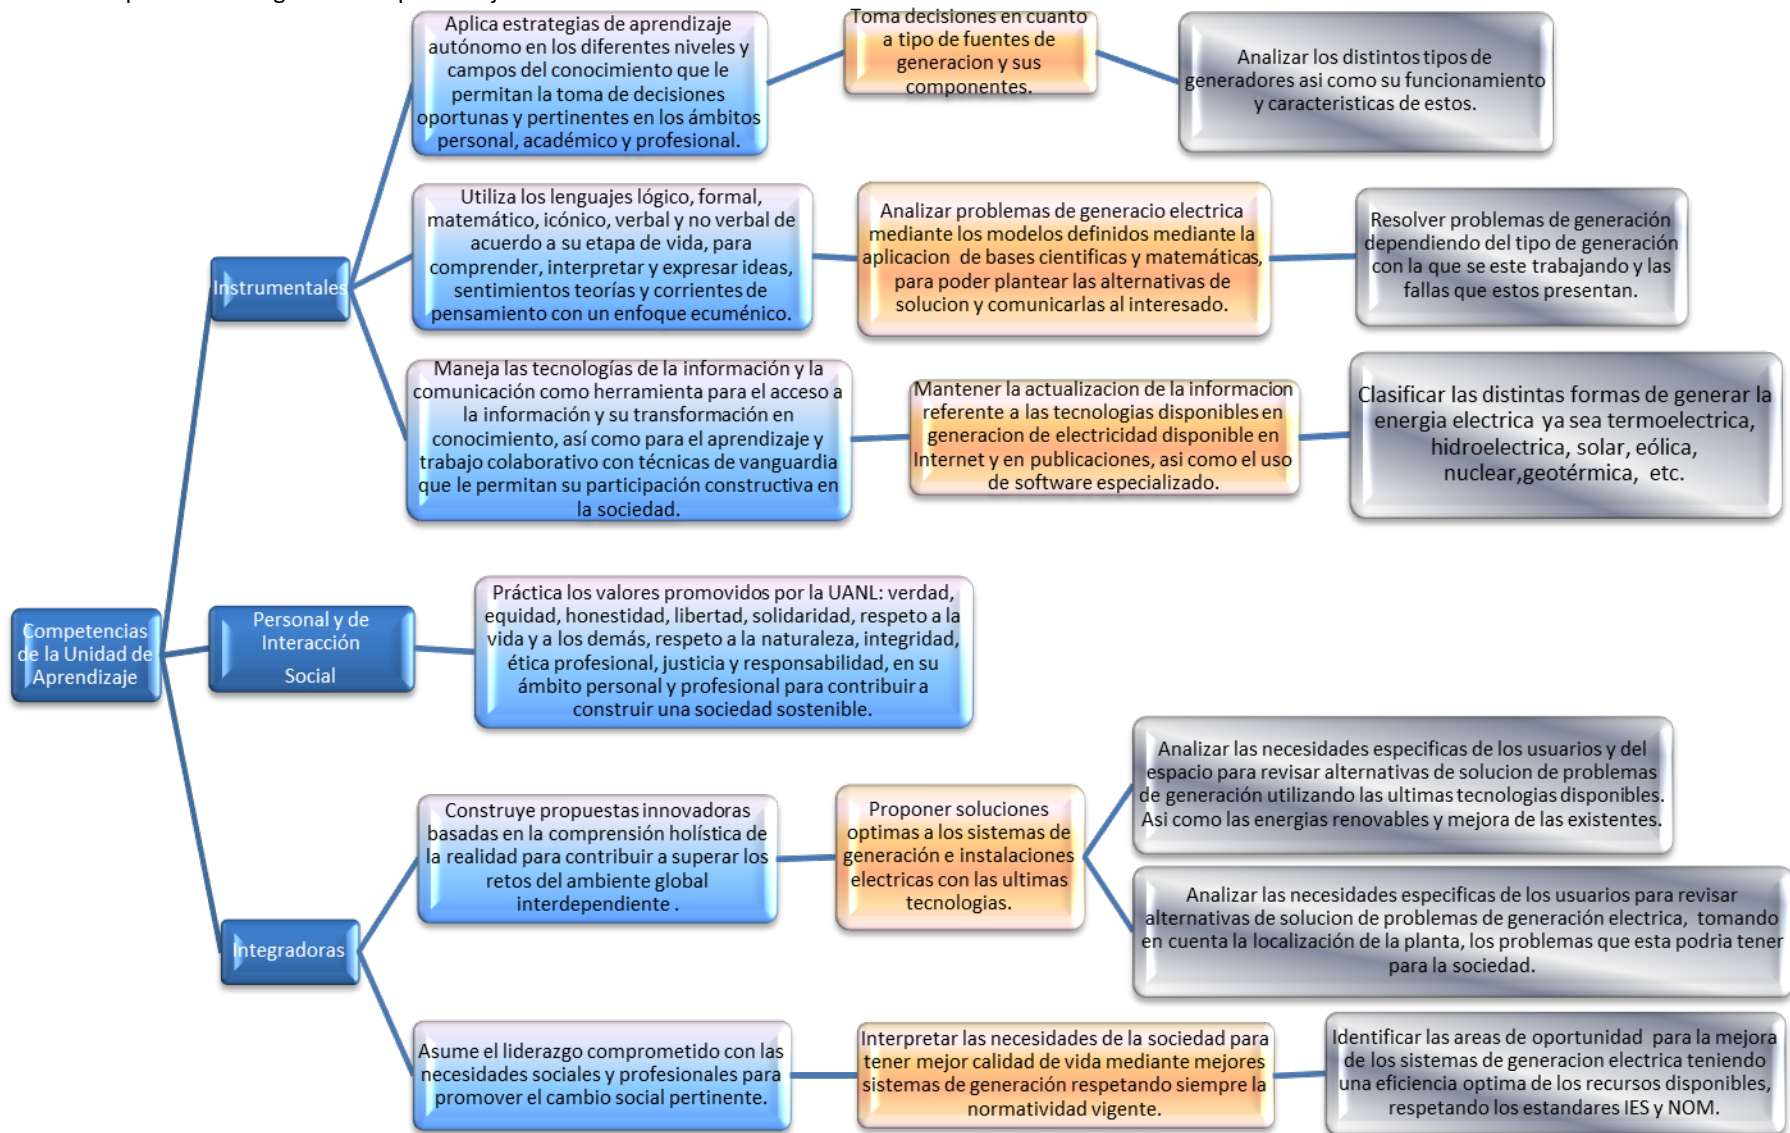 Aplica estrategias de aprendizaje
autónomo en los diferentes niveles y
campos del conocimiento que le
permitan la toma de decisiones
oportunas y pertinentes en los ámbitos
personal, académico y profesional.
Toma decisiones en cuanto
a tipo de fuentes de
generacion y sus
componentes.
Analizar los distintos tipos de
generadores asi como su funcionamiento
y caracteristicas de estos.
Utiliza los lenguajes lógico, formal,
matemático, icónico, verbal y no verbal de
acuerdo a su etapa de vida, para
comprender, interpretar y expresar ideas,
sentimientos teorías y corrientes de
pensamiento con un enfoque ecuménico.
Analizar problemas de generacio electrica
mediante los modelos definidos mediante la
aplicacion de bases cientificas y matemáticas,
para poder plantear las alternativas de
solucion y comunicarlas al interesado.
Resolver problemas de generación
dependiendo del tipo de generación
con la que se este trabajando y las
fallas que estos presentan.
Instrumentales
Maneja las tecnologías de la información y la
comunicación como herramienta para el acceso a
la información y su transformación en
conocimiento, así como para el aprendizaje y
trabajo colaborativo con técnicas de vanguardia
que le permitan su participación constructiva en
la sociedad.
Mantener la actualizacion de la informacion
referente a las tecnologias disponibles en
generacion de electricidad disponible en
Internet y en publicaciones, asi como el uso
de software especializado.
Clasificar las distintas formas de generar la
energia electrica ya sea termoelectrica,
hidroelectrica, solar, eólica,
nuclear,geotérmica, etc.
Competencias
de la Unidad de
Aprendizaje
Personal y de
Interacción
Social
Práctica los valores promovidos por la UANL: verdad,
equidad, honestidad, libertad, solidaridad, respeto a la
vida y a los demás, respeto a la naturaleza, integridad,
ética profesional, justicia y responsabilidad, en su
ámbito personal y profesional para contribuir a
construir una sociedad sostenible.
Integradoras
Construye propuestas innovadoras
basadas en la comprensión holística de
la realidad para contribuir a superar los
retos del ambiente global
interdependiente .
Proponer soluciones
optimas a los sistemas de
generación e instalaciones
electricas con las ultimas
tecnologias.
Analizar las necesidades especificas de los usuarios y del
espacio para revisar alternativas de solucion de problemas
de generación utilizando las ultimas tecnologias disponibles.
Asi como las energias renovables y mejora de las existentes.
Analizar las necesidades especificas de los usuarios para revisar
alternativas de solucion de problemas de generación electrica, tomando
en cuenta la localización de la planta, los problemas que esta podria tener
para la sociedad.
Asume el liderazgo comprometido con las
necesidades sociales y profesionales para
promover el cambio social pertinente.
Interpretar las necesidades de la sociedad para
tener mejor calidad de vida mediante mejores
sistemas de generación respetando siempre la
normatividad vigente.
Identificar las areas de oportunidad para la mejora
de los sistemas de generacion electrica teniendo
una eficiencia optima de los recursos disponibles,
respetando los estandares IES y NOM.